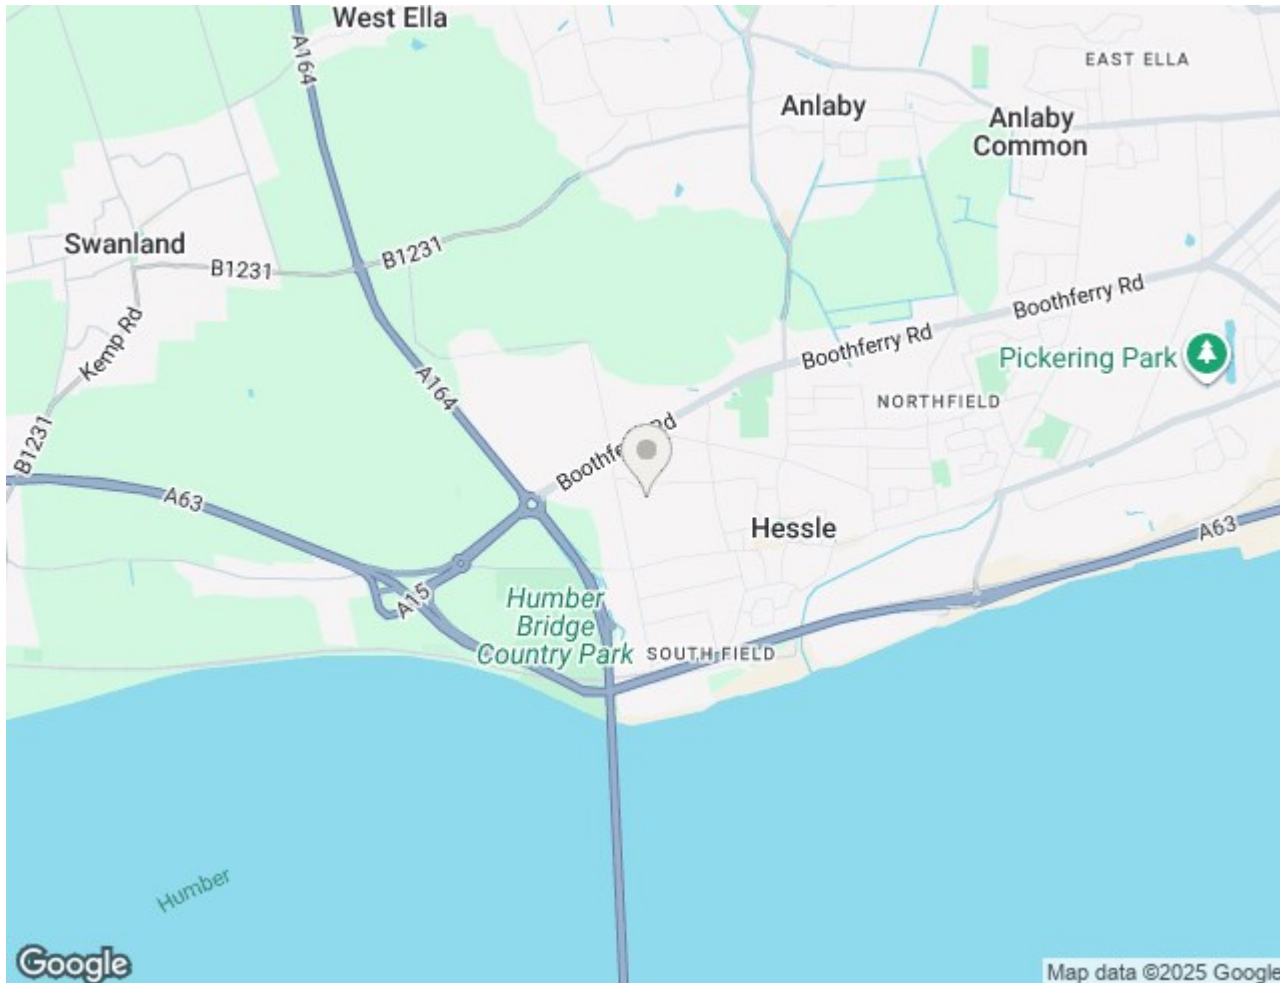 West Ella
A164
EAST ELLA
Anlaby
Anlaby
Common
Swanland
B1231
B1231
Boothferry Rd
Boothferry Rd
Kemp Rd
Pickering Park
A164
NORTHFIELD
B1231
Boothferry Rd
A63
Hessle
A63
A15
Humber
Bridge
Country Park
SOUTH FIELD
Humber
Google
Map data ©2025 Google